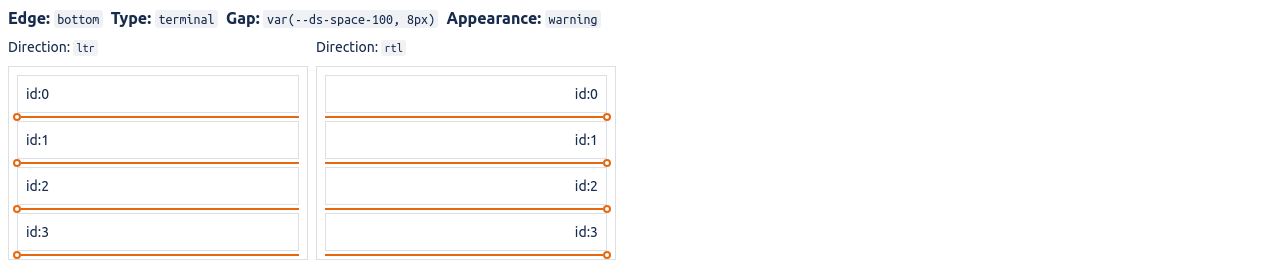 Edge: bottom Type: terminal Gap: var(--ds-space-100, 8px) Appearance: warning
Direction: ltr
id:0
id:1
id:2
id:3
Direction: rtl
id:0
id:1
id:2
id:3